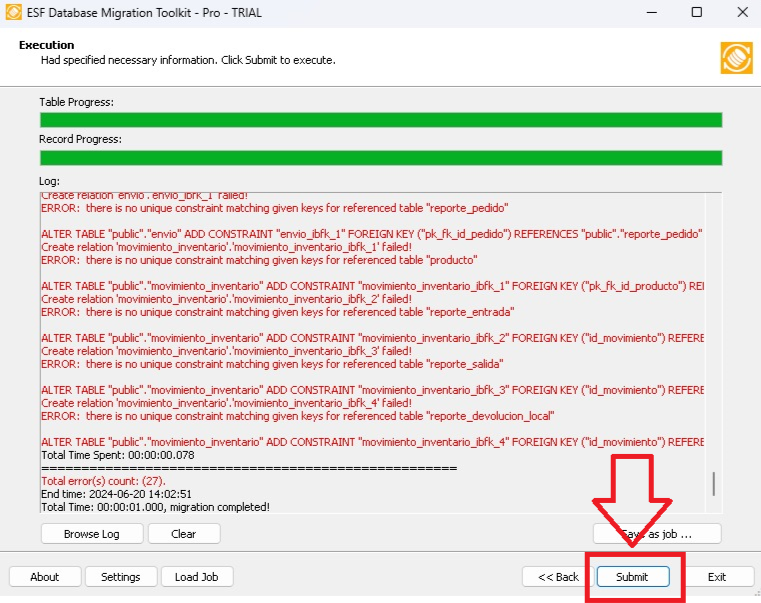 ESF Database Migration Toolkit - Pro - TRIAL
Execution
Had specified necessary information. Click Submit to execute.
Table Progress:
Record Progress:
Log:
Create relation 'envio'.'envio_ibfk_1' failed!
ERROR: there is no unique constraint matching given keys for referenced table "reporte_pedido"
ALTER TABLE "public"."envio" ADD CONSTRAINT "envio_ibfk_1" FOREIGN KEY ("pk_fk_id_pedido") REFERENCES "public"."reporte_pedido"
Create relation 'movimiento_inventario'.'movimiento_inventario_ibfk_1' failed!
ERROR: there is no unique constraint matching given keys for referenced table "producto"
ALTER TABLE "public"."movimiento_inventario" ADD CONSTRAINT "movimiento_inventario_ibfk_1" FOREIGN KEY ("pk_fk_id_producto") REI
Create relation 'movimiento_inventario'.'movimiento_inventario_ibfk_2' failed!
ERROR: there is no unique constraint matching given keys for referenced table "reporte_entrada"
ALTER TABLE "public"."movimiento_inventario" ADD CONSTRAINT "movimiento_inventario_ibfk_2" FOREIGN KEY ("id_movimiento") REFERE
Create relation 'movimiento_inventario'.'movimiento_inventario_ibfk_3' failed!
ERROR: there is no unique constraint matching given keys for referenced table "reporte_salida"
ALTER TABLE "public"."movimiento_inventario" ADD CONSTRAINT "movimiento_inventario_ibfk_3" FOREIGN KEY ("id_movimiento") REFERE
Create relation 'movimiento_inventario'.'movimiento_inventario_ibfk_4' failed!
ERROR: there is no unique constraint matching given keys for referenced table "reporte_devolucion_local"
ALTER TABLE "public"."movimiento_inventario" ADD CONSTRAINT "movimiento_inventario_ibfk_4" FOREIGN KEY ("id_movimiento") REFERE
Total Time Spent: 00:00:00.078
=======================================================
Total error(s) count: (27).
End time: 2024-06-20 14:02:51
Total Time: 00:00:01.000, migration completed!
Browse Log Clear as job ...
About Settings Load Job << Back Submit Exit